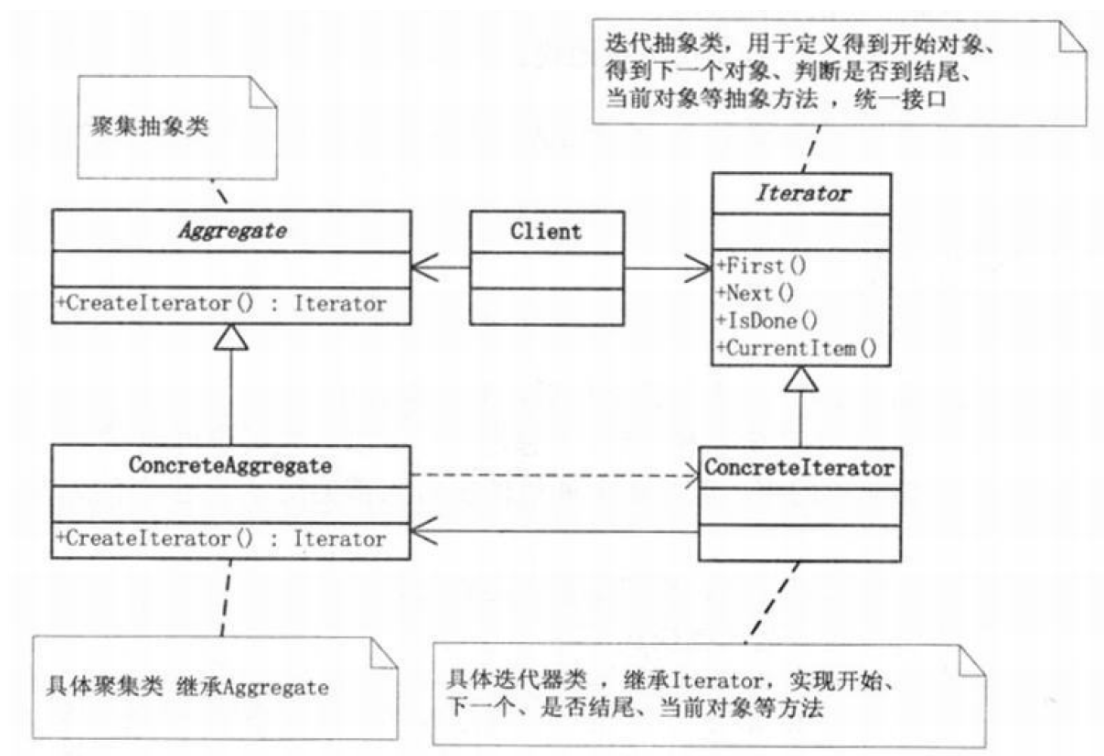 迭代抽象类，用于定义得到开始对象、
得到下一个对象、判断是否到结尾、
当前对象等抽象方法 ，统一接口
聚集抽象类
Aggregate
+CreateIterator() : Iterator
Client
Iterator
+First()
+Next()
+IsDone()
+CurrentItem()
ConcreteAggregate
+CreateIterator() : Iterator
ConcreteIterator
具体聚集类 继承Aggregate
具体迭代器类 ，继承Iterator，实现开始、
下一个、是否结尾、当前对象等方法